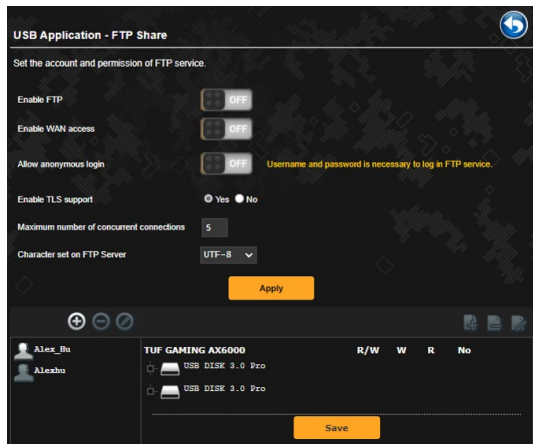 USB Application - FTP Share
Set the account and permission of FTP service.
Enable FTP OFF
Enable WAN access OFF
Allow anonymous login OFF Username and password is necessary to log in FTP service.
Enable TLS support Yes No
Maximum number of concurrent connections 5
Character set on FTP Server UTF-8
Apply
Alex_Hu
Alexhu
TUF GAMING AX6000 R/W W R No
USB DISK 3.0 Pro
USB DISK 3.0 Pro
Save